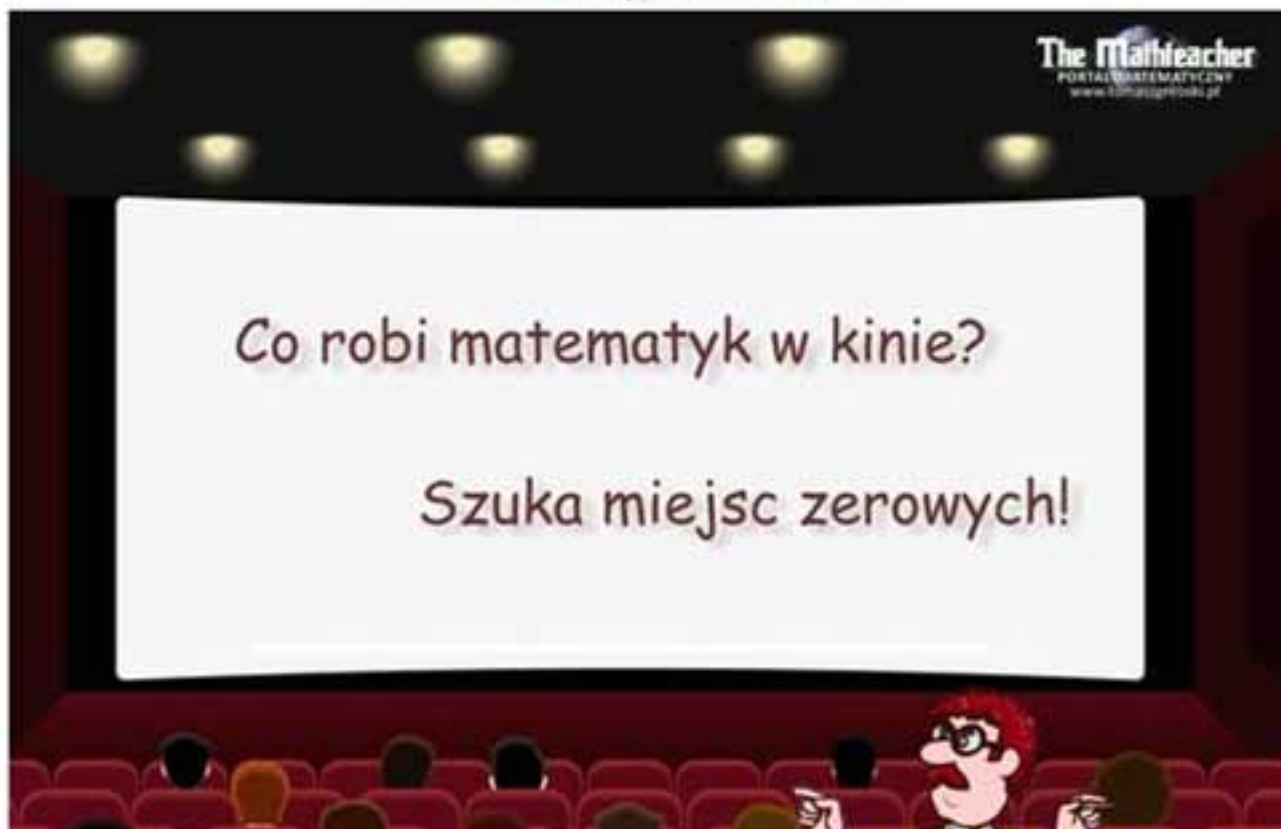 The Mathteacher
PORTAL MATEMATYCZNY
Co robi matematyk w kinie?
Szuka miejsc zerowych!